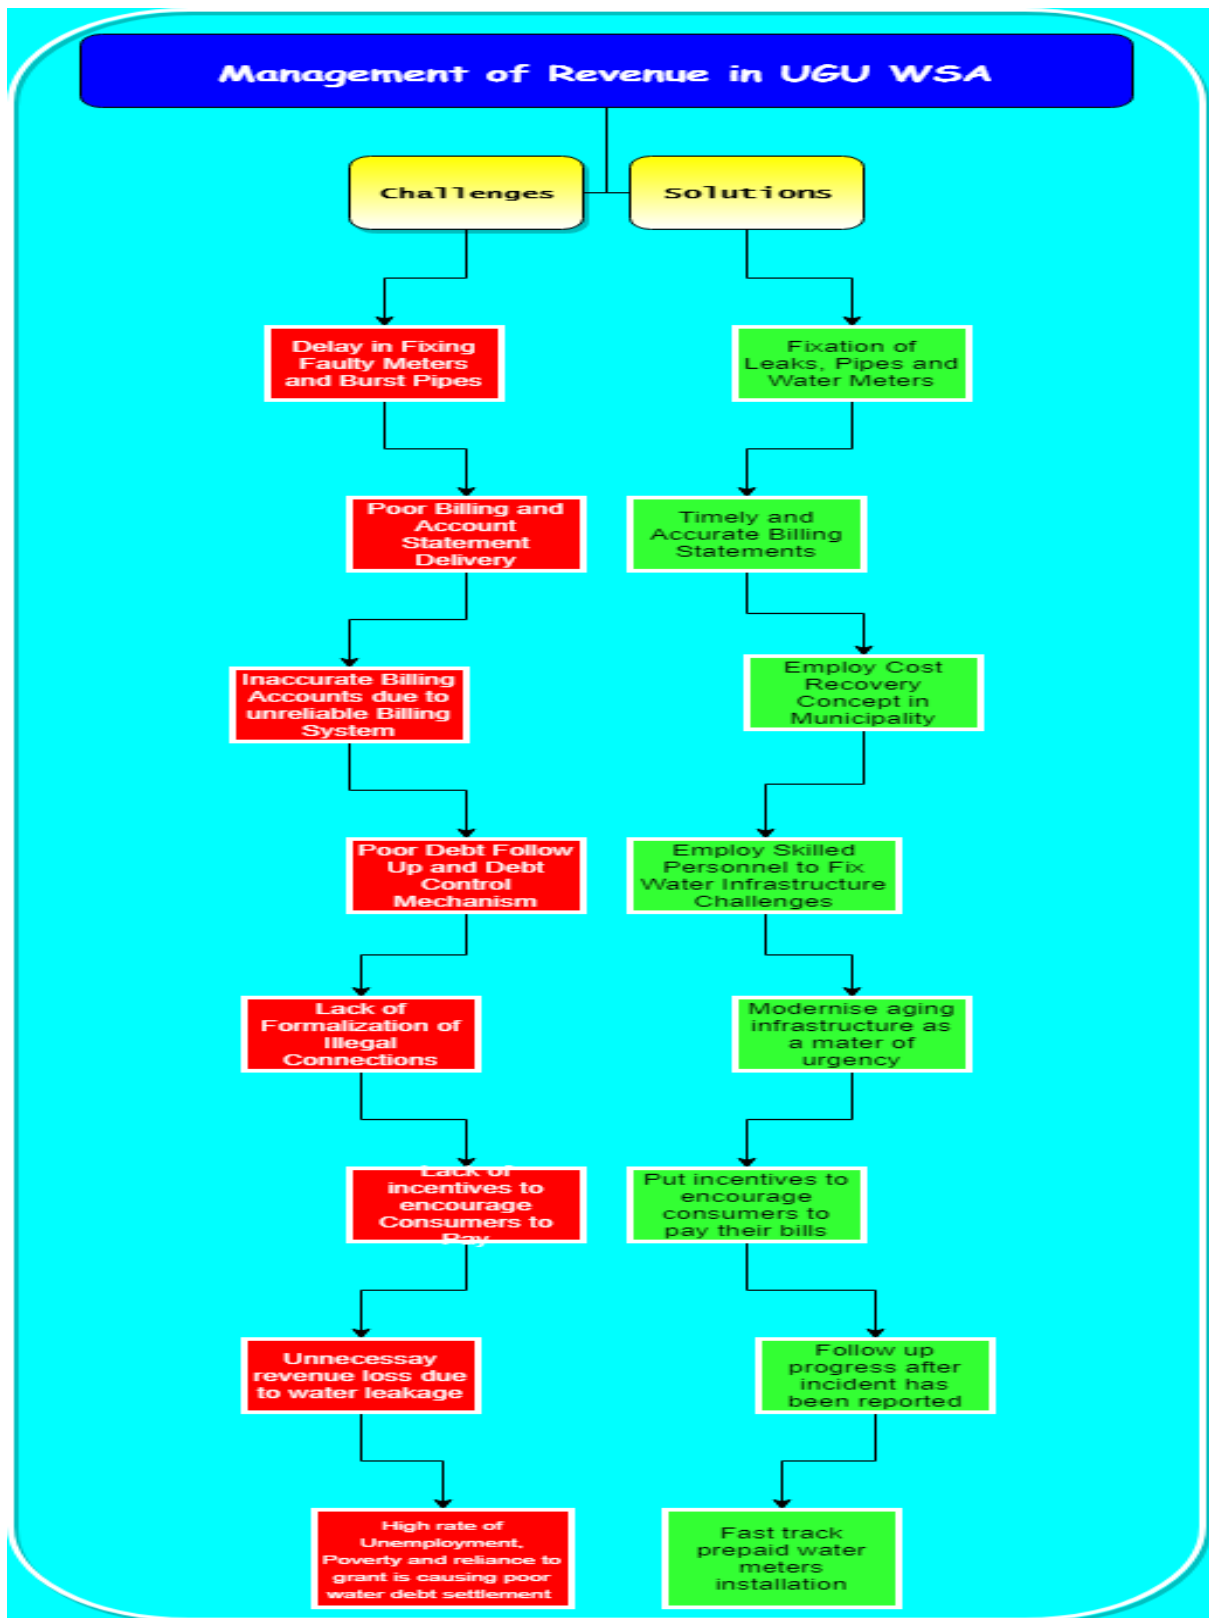 Management of Revenue in UGU WSA
Challenges
Solutions
Delay in Fixing
Faulty Meters
and Burst Pipes
Poor Billing and
Account
Statement
Delivery
Inaccurate Billing
Accounts due to
unreliable Billing
System
Poor Debt Follow
Up and Debt
Control
Mechanism
Lack of
Formalization of
Illegal
Connections
Lack of
incentives to
encourage
Consumers to
Pay
Unnecessay
revenue loss due
to water leakage
High rate of
Unemployment,
Poverty and reliance to
grant is causing poor
water debt settlement
Fixation of
Leaks, Pipes and
Water Meters
Timely and
Accurate Billing
Statements
Employ Cost
Recovery
Concept in
Municipality
Employ Skilled
Personnel to Fix
Water Infrastructure
Challenges
Modernise aging
infrastructure as
a mater of
urgency
Put incentives to
encourage
consumers to
pay their bills
Follow up
progress after
incident has
been reported
Fast track
prepaid water
meters
installation